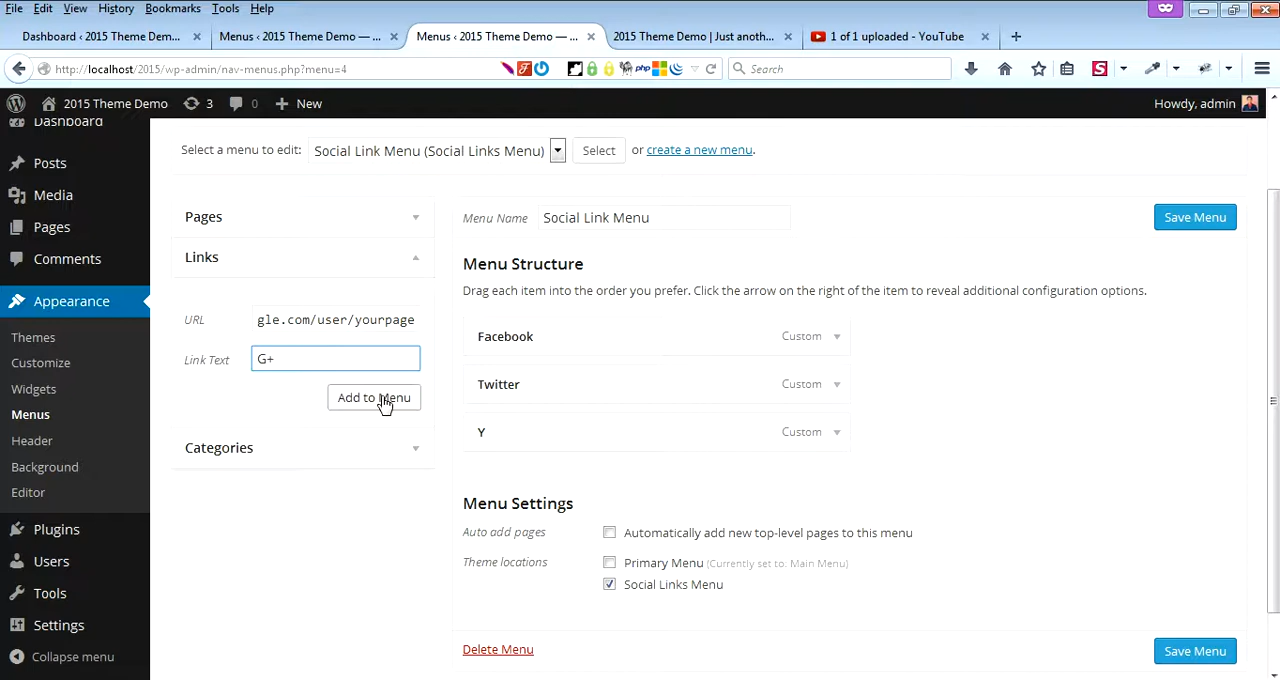 File Edit View History Bookmarks Tools Help
Dashboard ‹ 2015 Theme Dem... × Menus ‹ 2015 Theme Demo — ... × Menus ‹ 2015 Theme Demo — ... × 2015 Theme Demo | Just anoth... × 1 of 1 uploaded - YouTube × +
http://localhost/2015/wp-admin/nav-menus.php?menu=4 php Search S
2015 Theme Demo 3 0 + New Howdy, admin
Dashboard
Posts
Media
Pages
Comments
Appearance
Themes
Customize
Widgets
Menus
Header
Background
Editor
Plugins
Users
Tools
Settings
Collapse menu
Select a menu to edit: Social Link Menu (Social Links Menu) Select or create a new menu.
Pages
Links
URL gle.com/user/yourpage
Link Text G+
Add to Menu
Categories
Menu Name Social Link Menu Save Menu
Menu Structure
Drag each item into the order you prefer. Click the arrow on the right of the item to reveal additional configuration options.
Facebook Custom
Twitter Custom
Y Custom
Menu Settings
Auto add pages Automatically add new top-level pages to this menu
Theme locations Primary Menu (Currently set to: Main Menu)
Social Links Menu
Delete Menu Save Menu